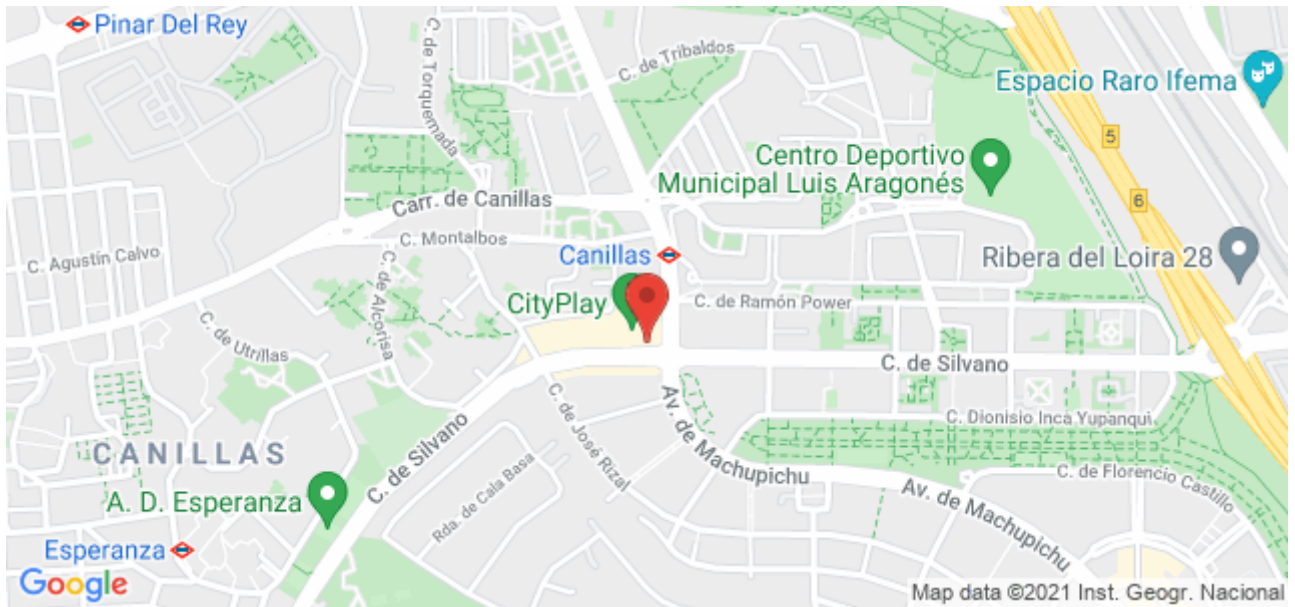 Pinar Del Rey
C. de Torquemada
C. de Tribaldos
Espacio Raro Ifema
5
Centro Deportivo
Municipal Luis Aragonés
6
Carr. de Canillas
C. Montalbos
C. Agustín Calvo
Canillas
Ribera del Loira 28
C. de Alcorisa
CityPlay
C. de Ramón Power
C. de Utrillas
C. de Silvano
C. de José Rizal
Av. de Machupichu
C. Dionisio Inca Yupanqui
CANILLAS
C. de Silvano
Rda. de Cala Basa
C. de Florencio Castillo
A. D. Esperanza
Av. de Machupichu
Esperanza
Google
Map data ©2021 Inst. Geogr. Nacional